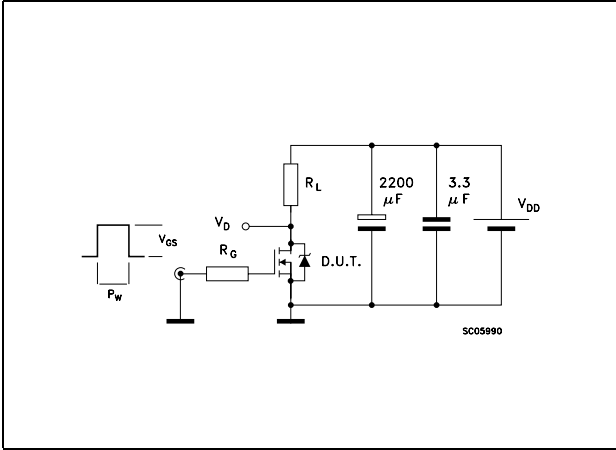 R_L
2200
μF
3.3
μF
V_DD
V_D
V_GS
R_G
D.U.T.
P_W
SC05990